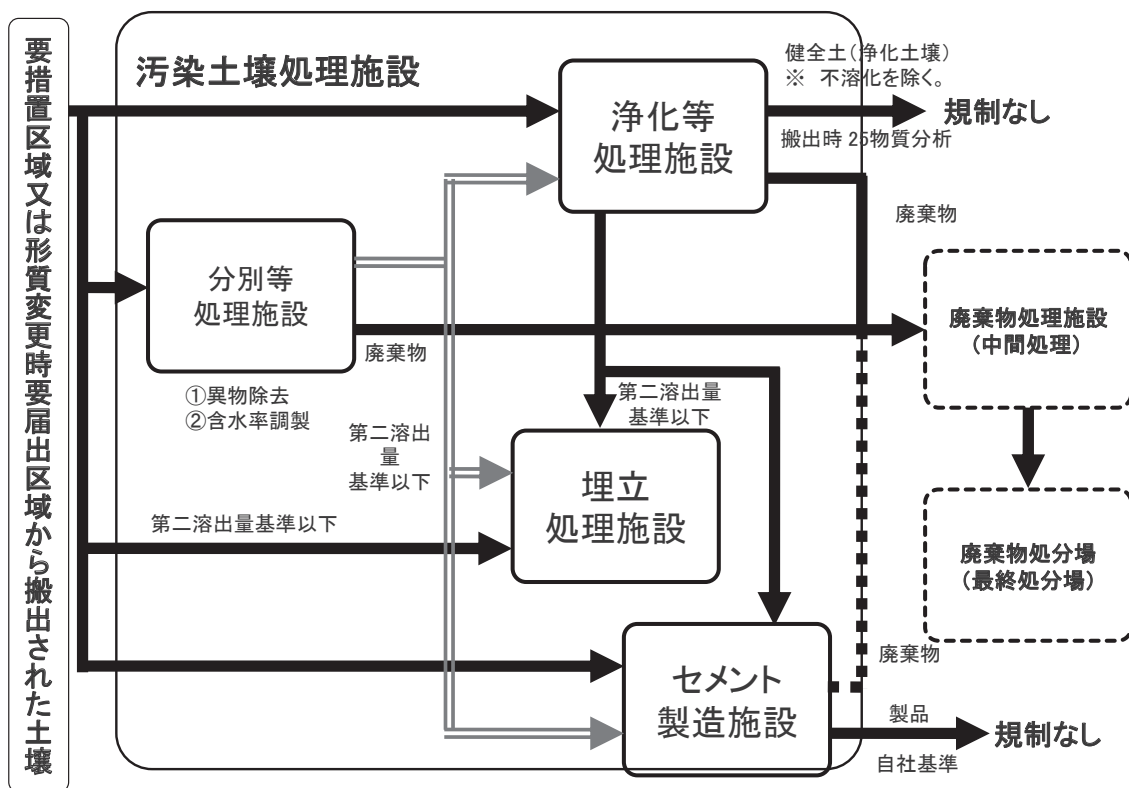 要措置区域又は形質変更時要届出区域から搬出された土壌
汚染土壌処理施設
健全土（浄化土壌）
※ 不溶化を除く。
浄化等
処理施設
規制なし
搬出時 25物質分析
廃棄物
分別等
処理施設
廃棄物処理施設
（中間処理）
廃棄物
①異物除去
②含水率調製
第二溶出量
基準以下
第二溶出
量
基準以下
埋立
処理施設
第二溶出量基準以下
廃棄物処分場
（最終処分場）
廃棄物
セメント
製造施設
製品
規制なし
自社基準